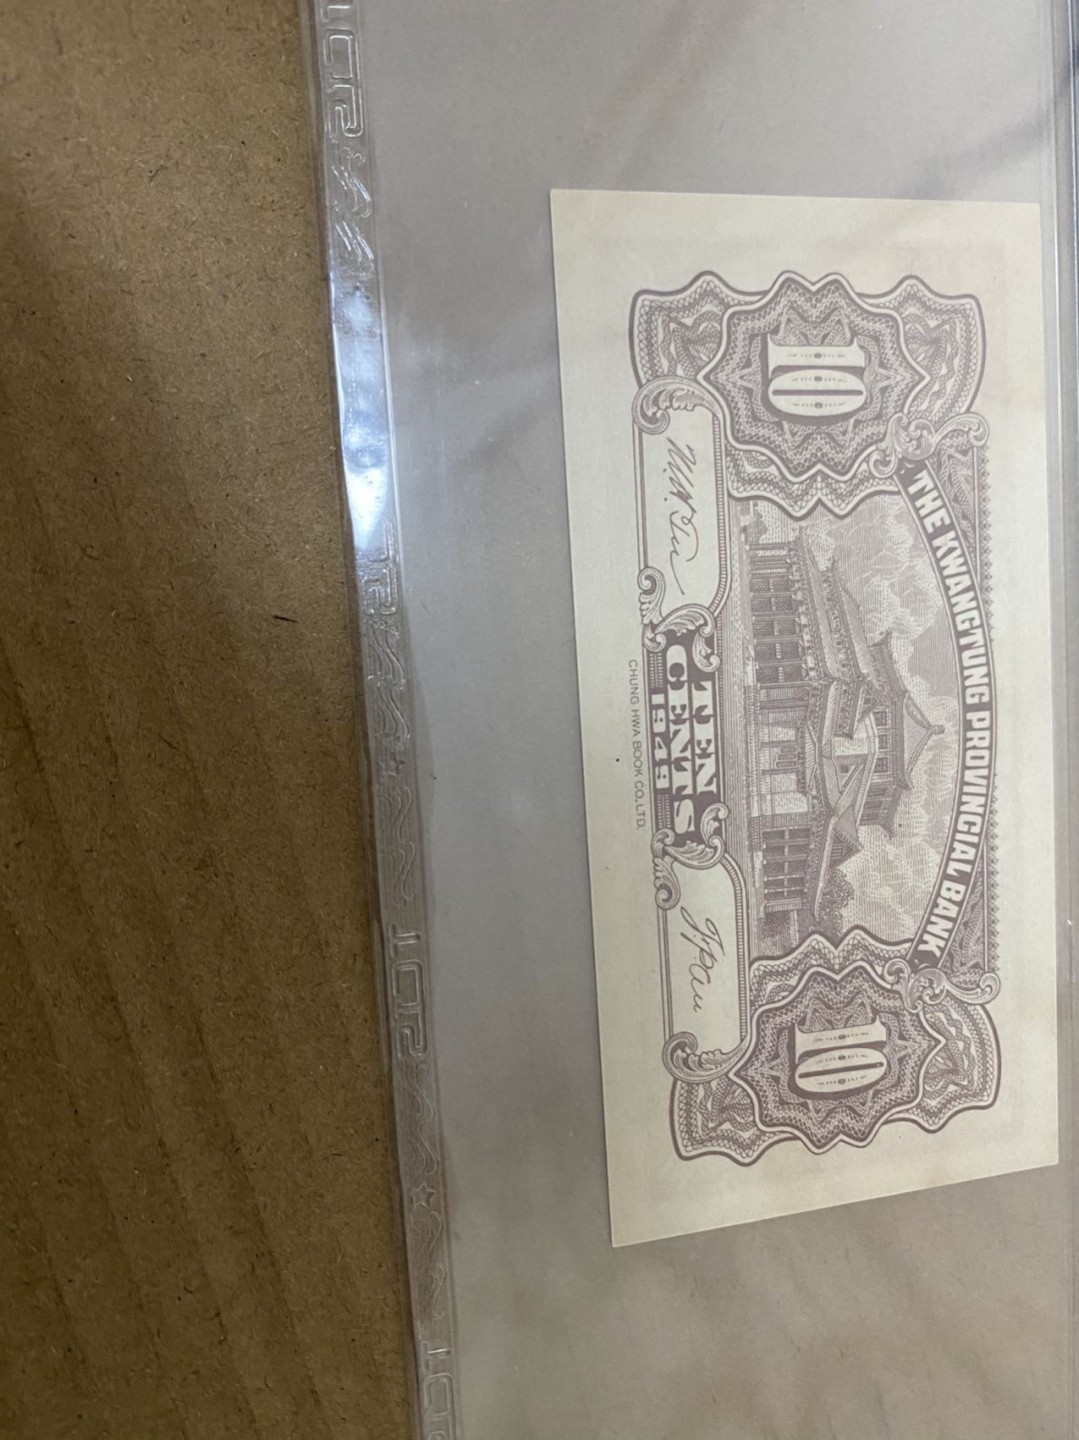 THE KWANGTUNG PROVINCIAL BANK
10
10
TEN
CENTS
1949
CHUNG HWA BOOK CO., LTD.